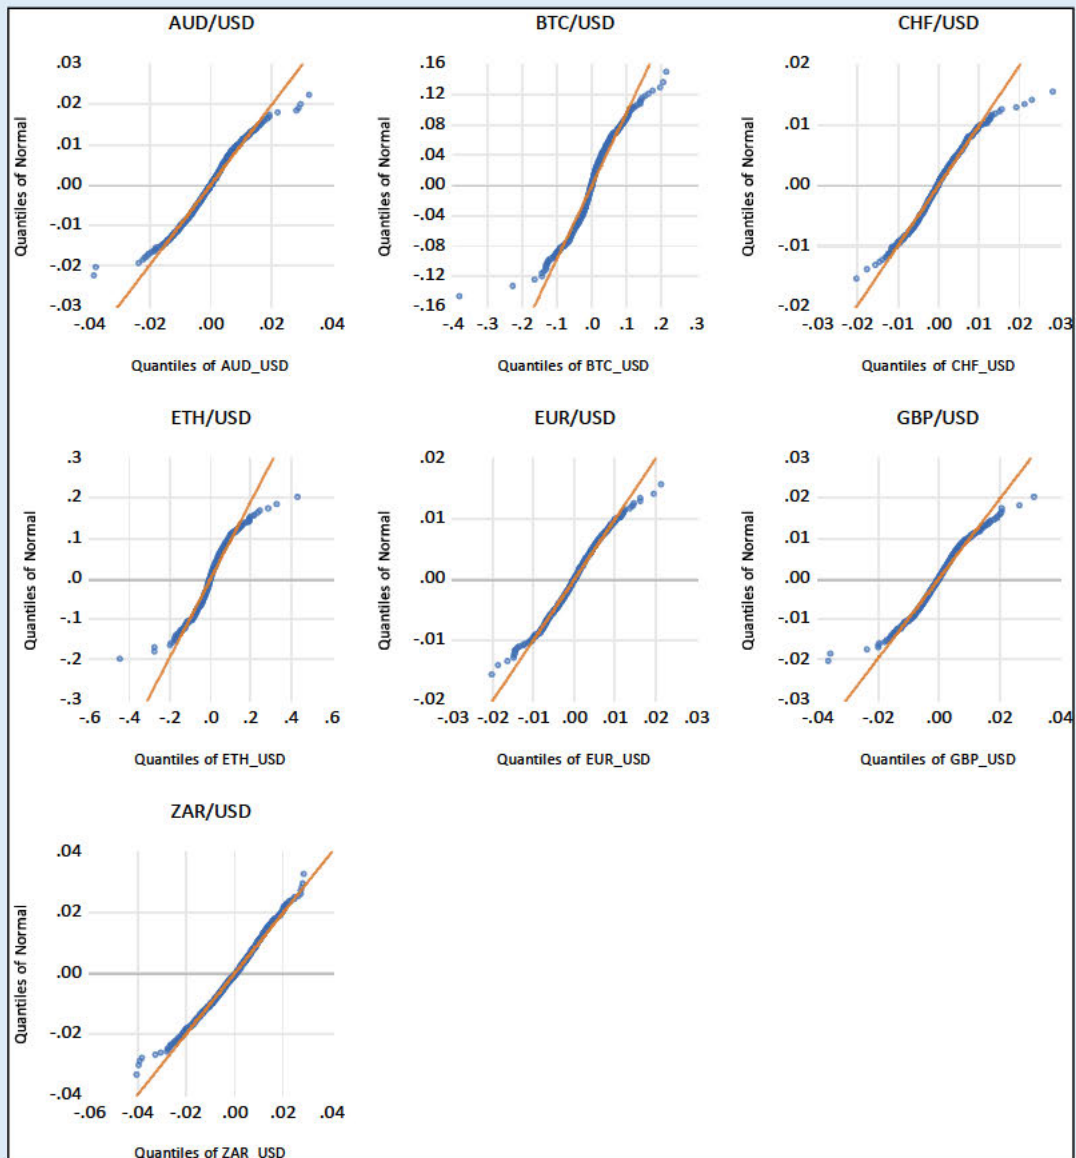 AUD/USD
BTC/USD
CHF/USD
.03
.02
.01
.00
-.01
-.02
-.03
Quantiles of Normal
-.04 -.02 .00 .02 .04
Quantiles of AUD_USD
.16
.12
.08
.04
.00
-.04
-.08
-.12
-.16
Quantiles of Normal
-.4 -.3 -.2 -.1 .0 .1 .2 .3
Quantiles of BTC_USD
.02
.01
.00
-.01
-.02
Quantiles of Normal
-.03 -.02 -.01 .00 .01 .02 .03
Quantiles of CHF_USD
ETH/USD
EUR/USD
GBP/USD
.3
.2
.1
.0
-.1
-.2
-.3
Quantiles of Normal
-.6 -.4 -.2 .0 .2 .4 .6
Quantiles of ETH_USD
.02
.01
.00
-.01
-.02
Quantiles of Normal
-.03 -.02 -.01 .00 .01 .02 .03
Quantiles of EUR_USD
.03
.02
.01
.00
-.01
-.02
-.03
Quantiles of Normal
-.04 -.02 .00 .02 .04
Quantiles of GBP_USD
ZAR/USD
.04
.02
.00
-.02
-.04
Quantiles of Normal
-.06 -.04 -.02 .00 .02 .04
Quantiles of ZAR_USD